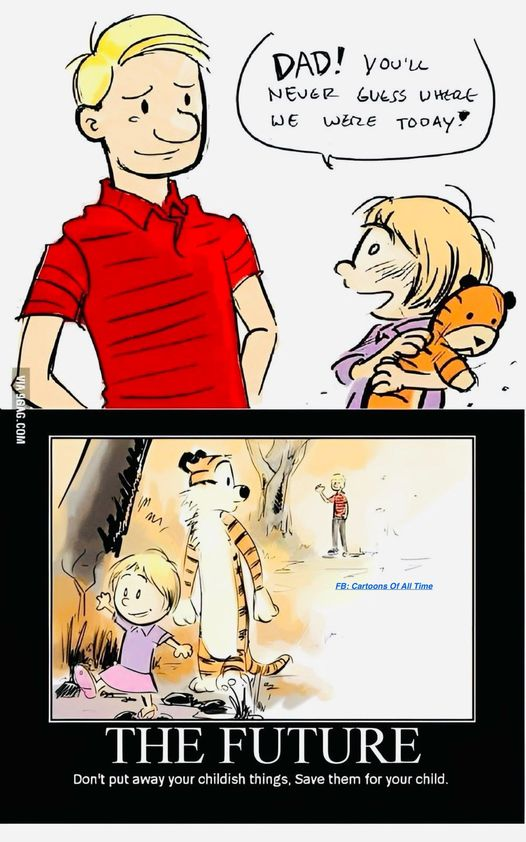 DAD! YOU'LL
NEVER GUESS WHERE
WE WERE TODAY!
VIA 9GAG.COM
FB: Cartoons Of All Time
THE FUTURE
Don't put away your childish things, Save them for your child.